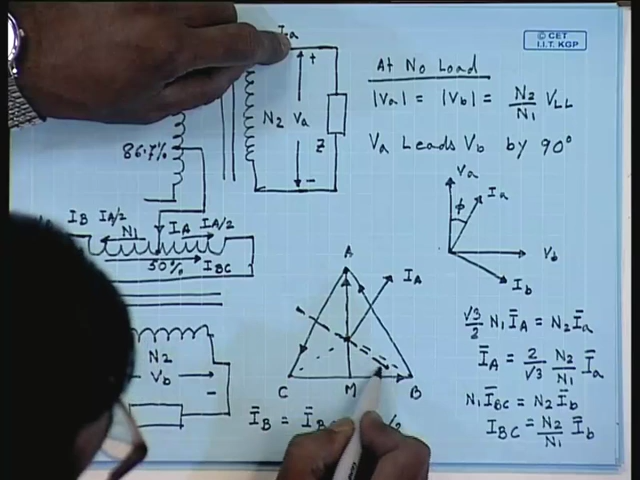 Ia
© CET
I.I.T. KGP
At No Load
|Va| = |Vb| = N2/N1 VLL
Va Leads Vb by 90°
+
N2 Va
Z
-
86.7%
IB IA/2 IA IA/2
N1
50% IBC
N2
Vb
-
Va
Ia
φ
Vb
Ib
A
IA
C M B
√3/2 N1 ĪA = N2 Īa
ĪA = 2/√3 N2/N1 Īa
N1 ĪBC = N2 Īb
IBC = N2/N1 Īb
ĪB = ĪB /2